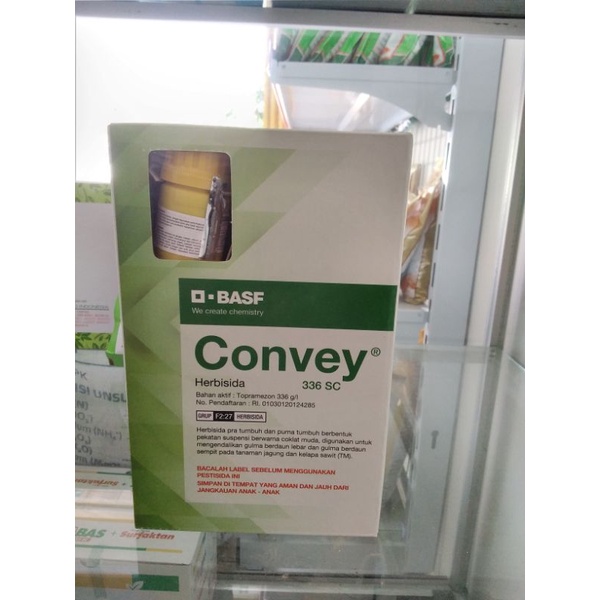 BASF
We create chemistry
Convey®
Herbisida 336 SC
Bahan aktif : Topramezon 336 g/l
No. Pendaftaran : RI. 01030120124285
GRUP F2:27 HERBISIDA
Herbisida pra tumbuh dan purna tumbuh berbentuk
pekatan suspensi berwarna coklat muda, digunakan untuk
mengendalikan gulma berdaun lebar dan gulma berdaun
sempit pada tanaman jagung dan kelapa sawit (TM).
BACALAH LABEL SEBELUM MENGGUNAKAN
PESTISIDA INI
SIMPAN DI TEMPAT YANG AMAN DAN JAUH DARI
JANGKAUAN ANAK - ANAK
BAS + Surfaktan